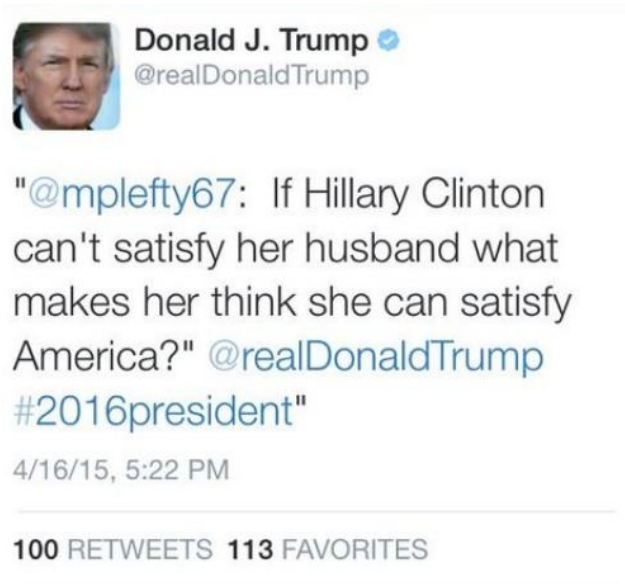 Donald J. Trump
@realDonaldTrump
"@mplefty67: If Hillary Clinton
can't satisfy her husband what
makes her think she can satisfy
America?" @realDonaldTrump
#2016president"
4/16/15, 5:22 PM
100 RETWEETS 113 FAVORITES